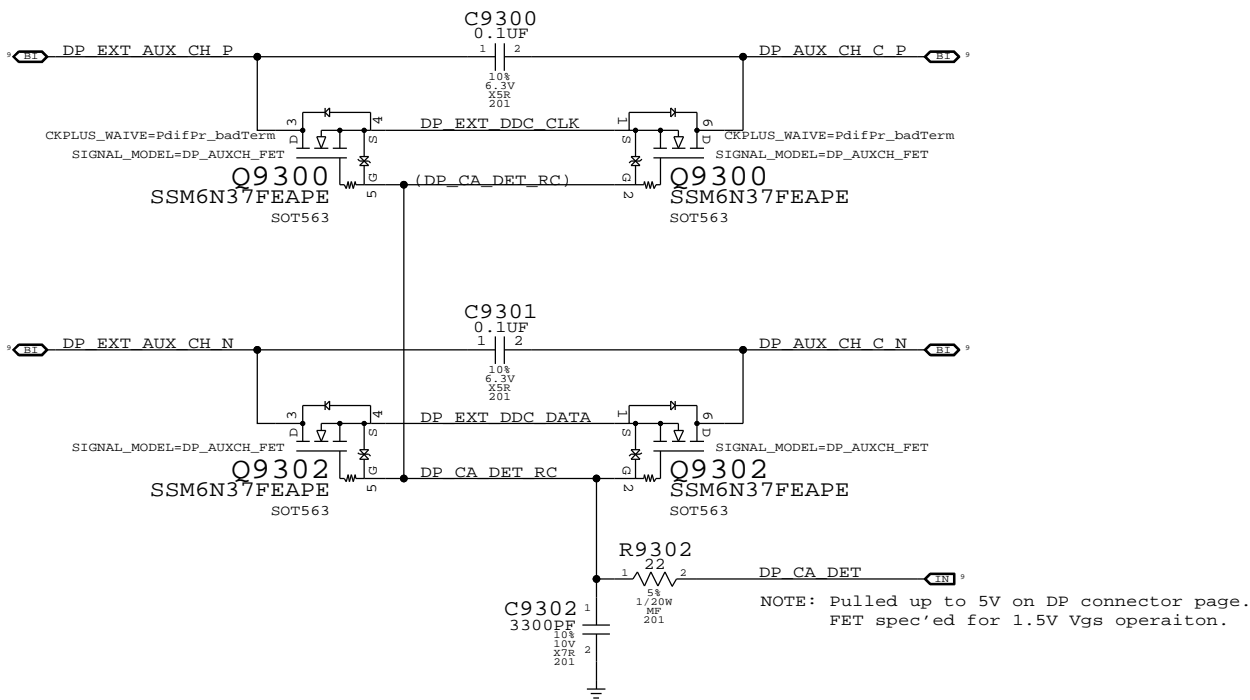 C9300
0.1UF
1 2
10%
6.3V
X5R
201
9 BI DP_EXT_AUX_CH_P
DP_AUX_CH_C_P BI 9
3 D
4 S
DP_EXT_DDC_CLK
1 S
6 D
CKPLUS_WAIVE=PdifPr_badTerm
SIGNAL_MODEL=DP_AUXCH_FET
CKPLUS_WAIVE=PdifPr_badTerm
SIGNAL_MODEL=DP_AUXCH_FET
G 5
(DP_CA_DET_RC)
G 2
Q9300
SSM6N37FEAPE
SOT563
Q9300
SSM6N37FEAPE
SOT563
C9301
0.1UF
1 2
10%
6.3V
X5R
201
9 BI DP_EXT_AUX_CH_N
DP_AUX_CH_C_N BI 9
3 D
4 S
DP_EXT_DDC_DATA
1 S
6 D
SIGNAL_MODEL=DP_AUXCH_FET
SIGNAL_MODEL=DP_AUXCH_FET
G 5
DP_CA_DET_RC
G 2
Q9302
SSM6N37FEAPE
SOT563
Q9302
SSM6N37FEAPE
SOT563
R9302
22
1 2
5%
1/20W
MF
201
DP_CA_DET IN 9
NOTE: Pulled up to 5V on DP connector page.
FET spec'ed for 1.5V Vgs operaiton.
C9302
3300PF
10%
10V
X7R
201
1
2